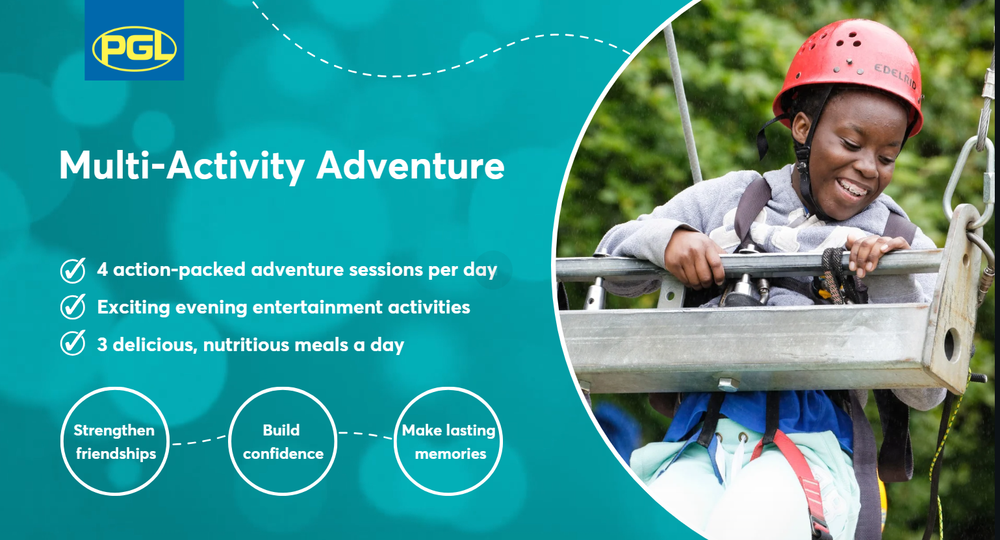 PGL
Multi-Activity Adventure
4 action-packed adventure sessions per day
Exciting evening entertainment activities
3 delicious, nutritious meals a day
Strengthen
friendships
Build
confidence
Make lasting
memories
EDELRID